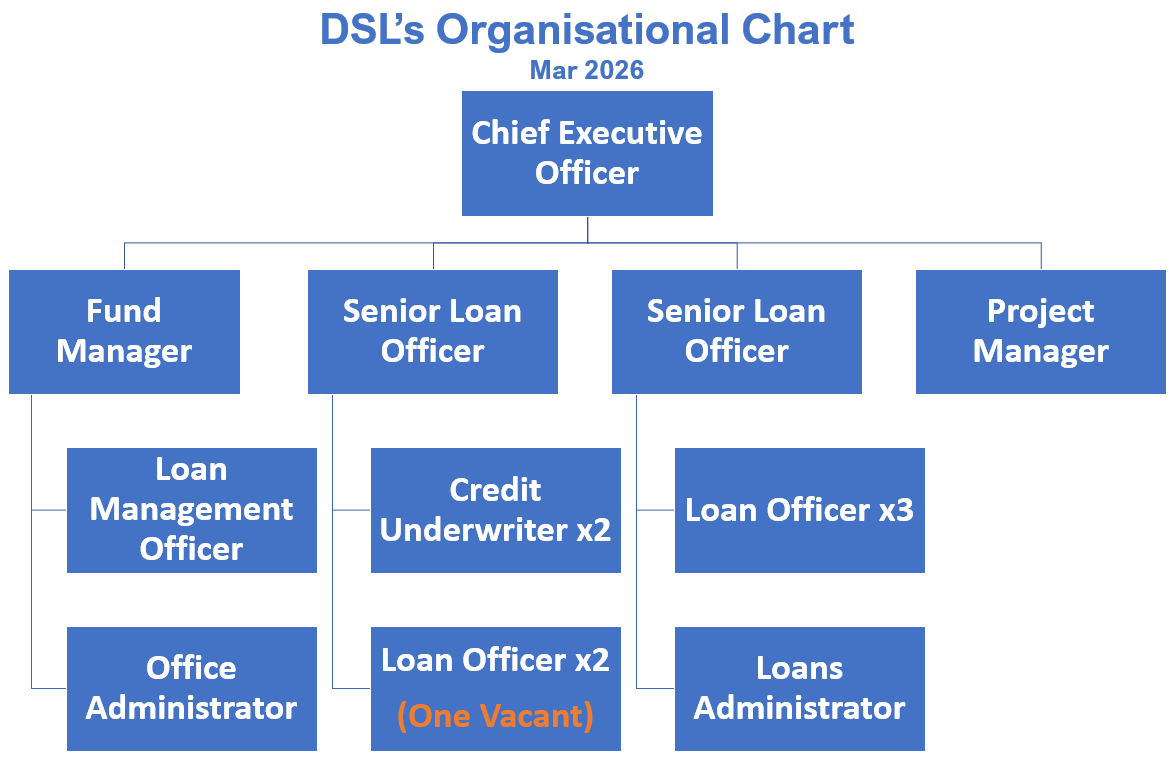 DSL’s Organisational Chart
Mar 2026
Chief Executive
Officer
Fund
Manager
Senior Loan
Officer
Senior Loan
Officer
Project
Manager
Loan
Management
Officer
Credit
Underwriter x2
Loan Officer x3
Office
Administrator
Loan Officer x2
(One Vacant)
Loans
Administrator